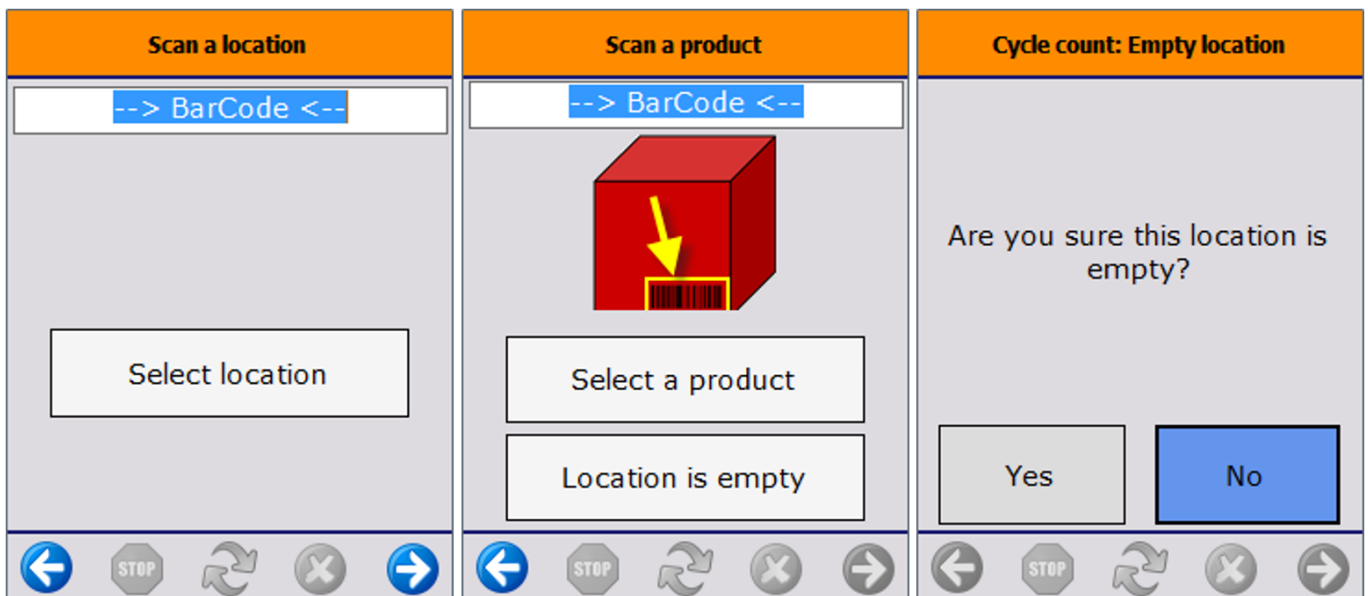 Scan a location
--> BarCode <--
Select location
STOP
Scan a product
--> BarCode <--
Select a product
Location is empty
STOP
Cycle count: Empty location
Are you sure this location is
empty?
Yes
No
STOP